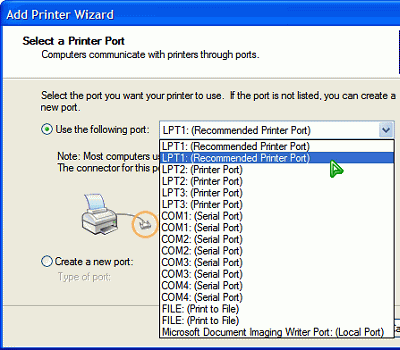 Add Printer Wizard
Select a Printer Port
Computers communicate with printers through ports.
Select the port you want your printer to use. If the port is not listed, you can create a
new port.
Use the following port:
LPT1: (Recommended Printer Port)
LPT1: (Recommended Printer Port)
LPT1: (Recommended Printer Port)
LPT2: (Printer Port)
LPT2: (Printer Port)
LPT3: (Printer Port)
LPT3: (Printer Port)
COM1: (Serial Port)
COM1: (Serial Port)
COM2: (Serial Port)
COM2: (Serial Port)
COM3: (Serial Port)
COM3: (Serial Port)
COM4: (Serial Port)
COM4: (Serial Port)
FILE: (Print to File)
FILE: (Print to File)
Microsoft Document Imaging Writer Port: (Local Port)
Note: Most computers
The connector for this
Create a new port:
Type of port: